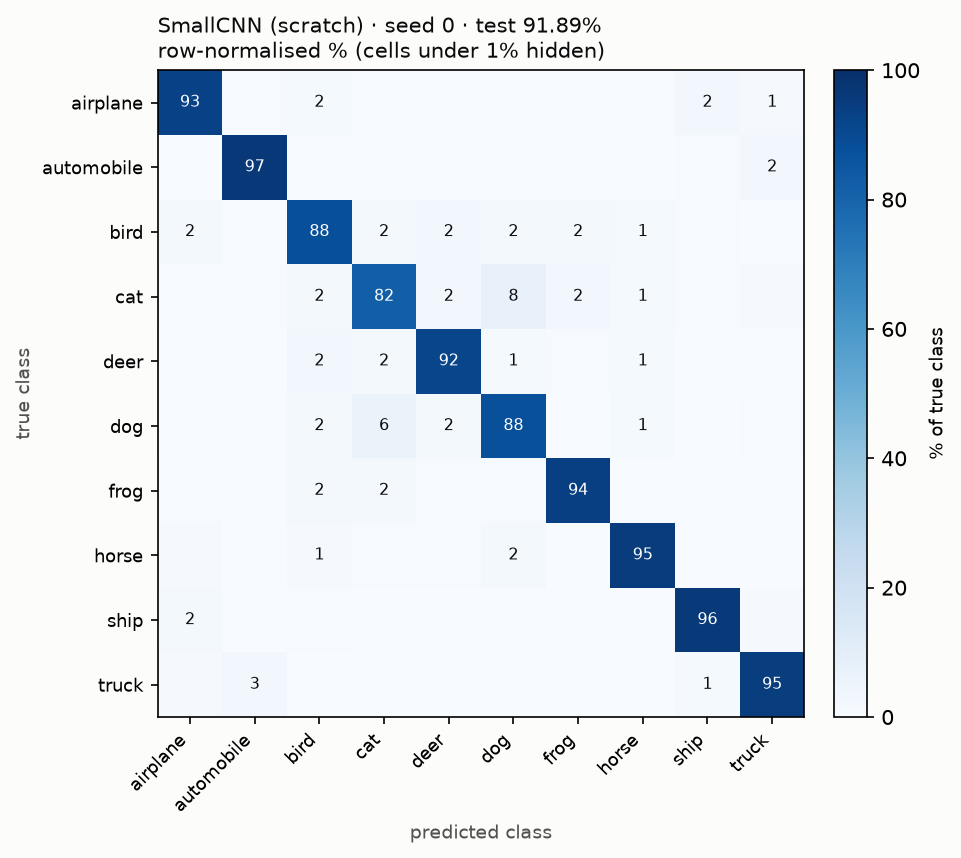 SmallCNN (scratch) · seed 0 · test 91.89%
row-normalised % (cells under 1% hidden)
airplane 93 2 2 1
automobile 97 2
bird 2 88 2 2 2 2 1
cat 2 82 2 8 2 1
deer 2 2 92 1 1
dog 2 6 2 88 1
frog 2 2 94
horse 1 2 95
ship 2 96
truck 3 1 95
airplane automobile bird cat deer dog frog horse ship truck
predicted class
true class
100
80
60
40
20
0
% of true class